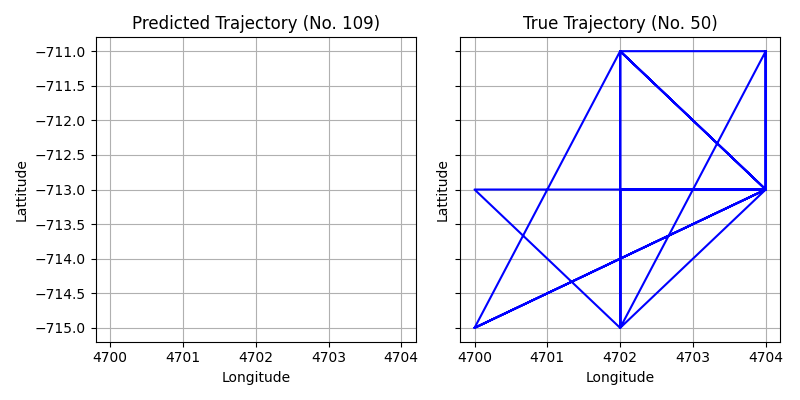 Predicted Trajectory (No. 109)
True Trajectory (No. 50)
Lattitude
−711.0
−711.5
−712.0
−712.5
−713.0
−713.5
−714.0
−714.5
−715.0
4700 4701 4702 4703 4704
Longitude
Lattitude
4700 4701 4702 4703 4704
Longitude